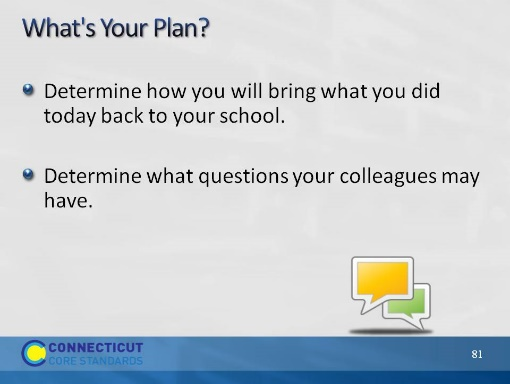 What's Your Plan?
Determine how you will bring what you did
today back to your school.
Determine what questions your colleagues may
have.
CONNECTICUT
CORE STANDARDS
81